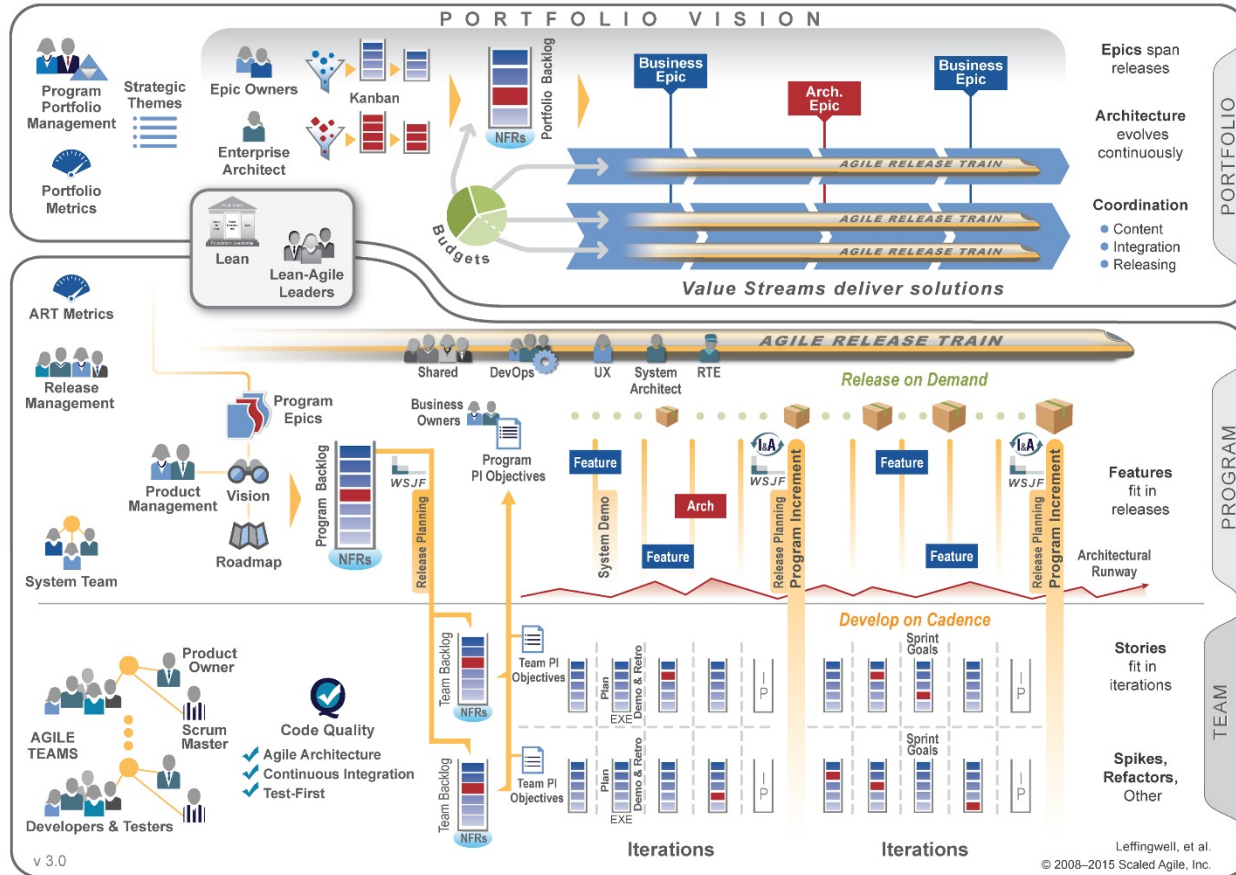 PORTFOLIO VISION
Program
Portfolio
Management
Strategic
Themes
Portfolio
Metrics
Epic Owners
Enterprise
Architect
Kanban
Portfolio Backlog
NFRs
Business
Epic
Arch.
Epic
Business
Epic
AGILE RELEASE TRAIN
AGILE RELEASE TRAIN
AGILE RELEASE TRAIN
Budgets
Value Streams deliver solutions
Epics span
releases
Architecture
evolves
continuously
Coordination
Content
Integration
Releasing
PORTFOLIO
Lean
Lean-Agile
Leaders
ART Metrics
Release
Management
Program
Epics
Product
Management
Vision
Roadmap
System Team
AGILE RELEASE TRAIN
Shared
DevOps
UX
System
Architect
RTE
Release on Demand
Business
Owners
Program
PI Objectives
Program Backlog
NFRs
WSJF
Release Planning
Feature
System Demo
Feature
Arch
I&A
WSJF
Release Planning
Program Increment
Feature
Feature
I&A
WSJF
Release Planning
Program Increment
Features
fit in
releases
Architectural
Runway
PROGRAM
Develop on Cadence
AGILE
TEAMS
Product
Owner
Scrum
Master
Developers & Testers
Code Quality
Agile Architecture
Continuous Integration
Test-First
Team Backlog
NFRs
Team PI
Objectives
Plan
EXE
Demo & Retro
I
P
Sprint
Goals
I
P
Stories
fit in
iterations
Team Backlog
NFRs
Team PI
Objectives
Plan
EXE
Demo & Retro
I
P
Sprint
Goals
I
P
Spikes,
Refactors,
Other
TEAM
Iterations
Iterations
v 3.0
Leffingwell, et al.
© 2008–2015 Scaled Agile, Inc.